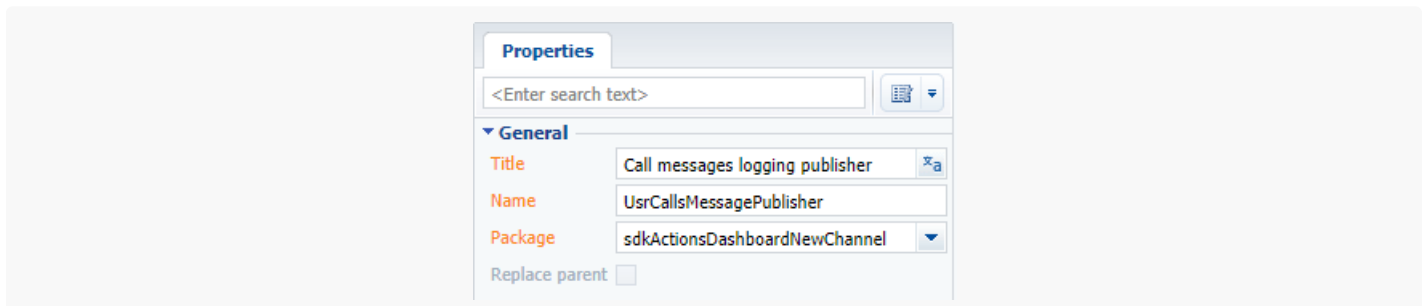 Properties
<Enter search text>
General
Title Call messages logging publisher
Name UsrCallsMessagePublisher
Package sdkActionsDashboardNewChannel
Replace parent